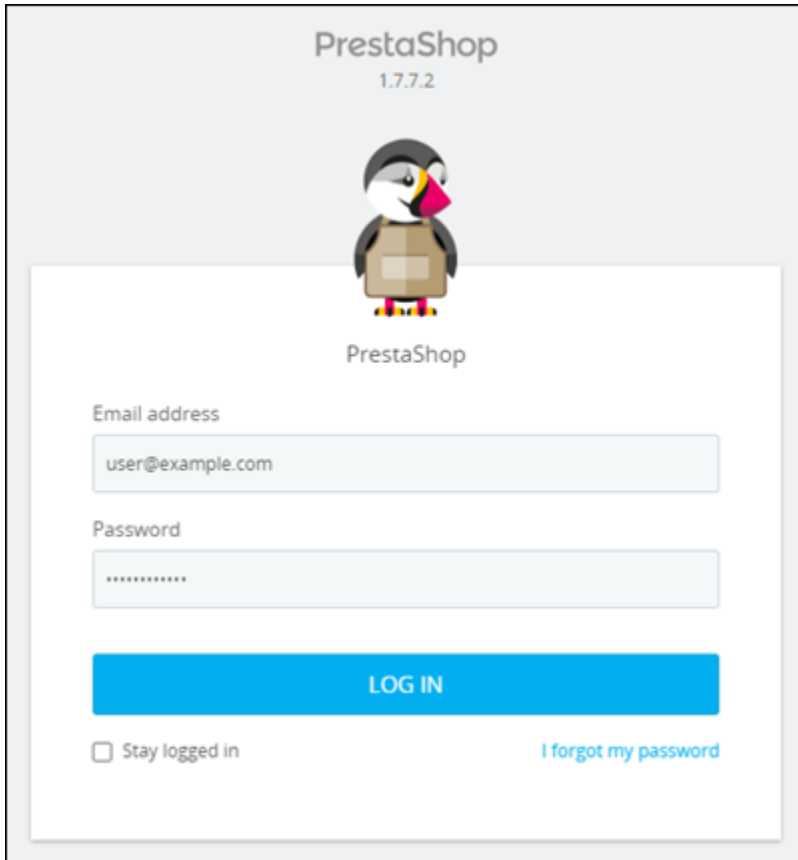 PrestaShop
1.7.7.2
PrestaShop
Email address
user@example.com
Password
••••••••••••
LOG IN
Stay logged in I forgot my password